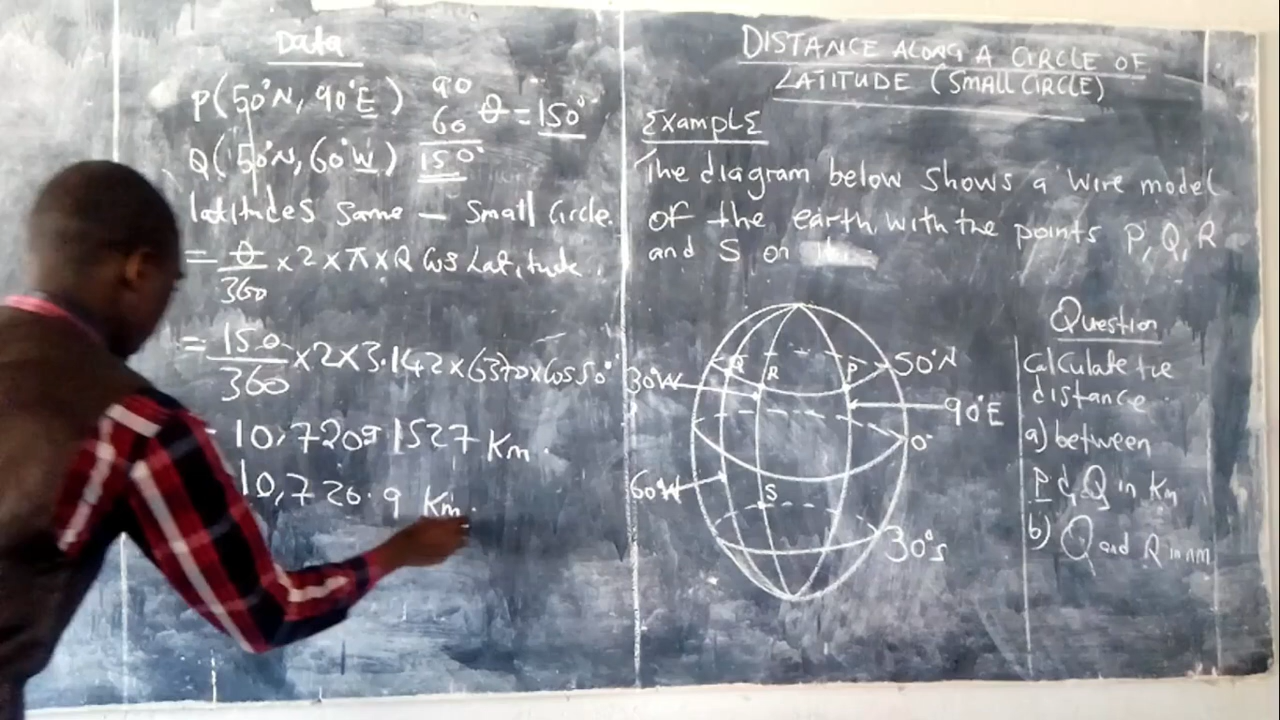 Data
P(50°N, 90°E)
90
60
150°
θ = 150°
Q(50°N, 60°W)
latitudes same — Small Circle.
= θ/360 × 2 × π × R Cos Latitude.
= 150/360 × 2 × 3.142 × 6370 × Cos 50°
10,720.91527 Km.
10,720.9 Km.
DISTANCE ALONG A CIRCLE OF
LATITUDE (SMALL CIRCLE)
Example
The diagram below shows a wire model
of the earth, with the points P, Q, R
and S on
Q
R
P
50°N
30°W
90°E
0°
60°W
S
30°S
Question
Calculate the
distance
a) between
P & Q in Km
b) Q and R in nm